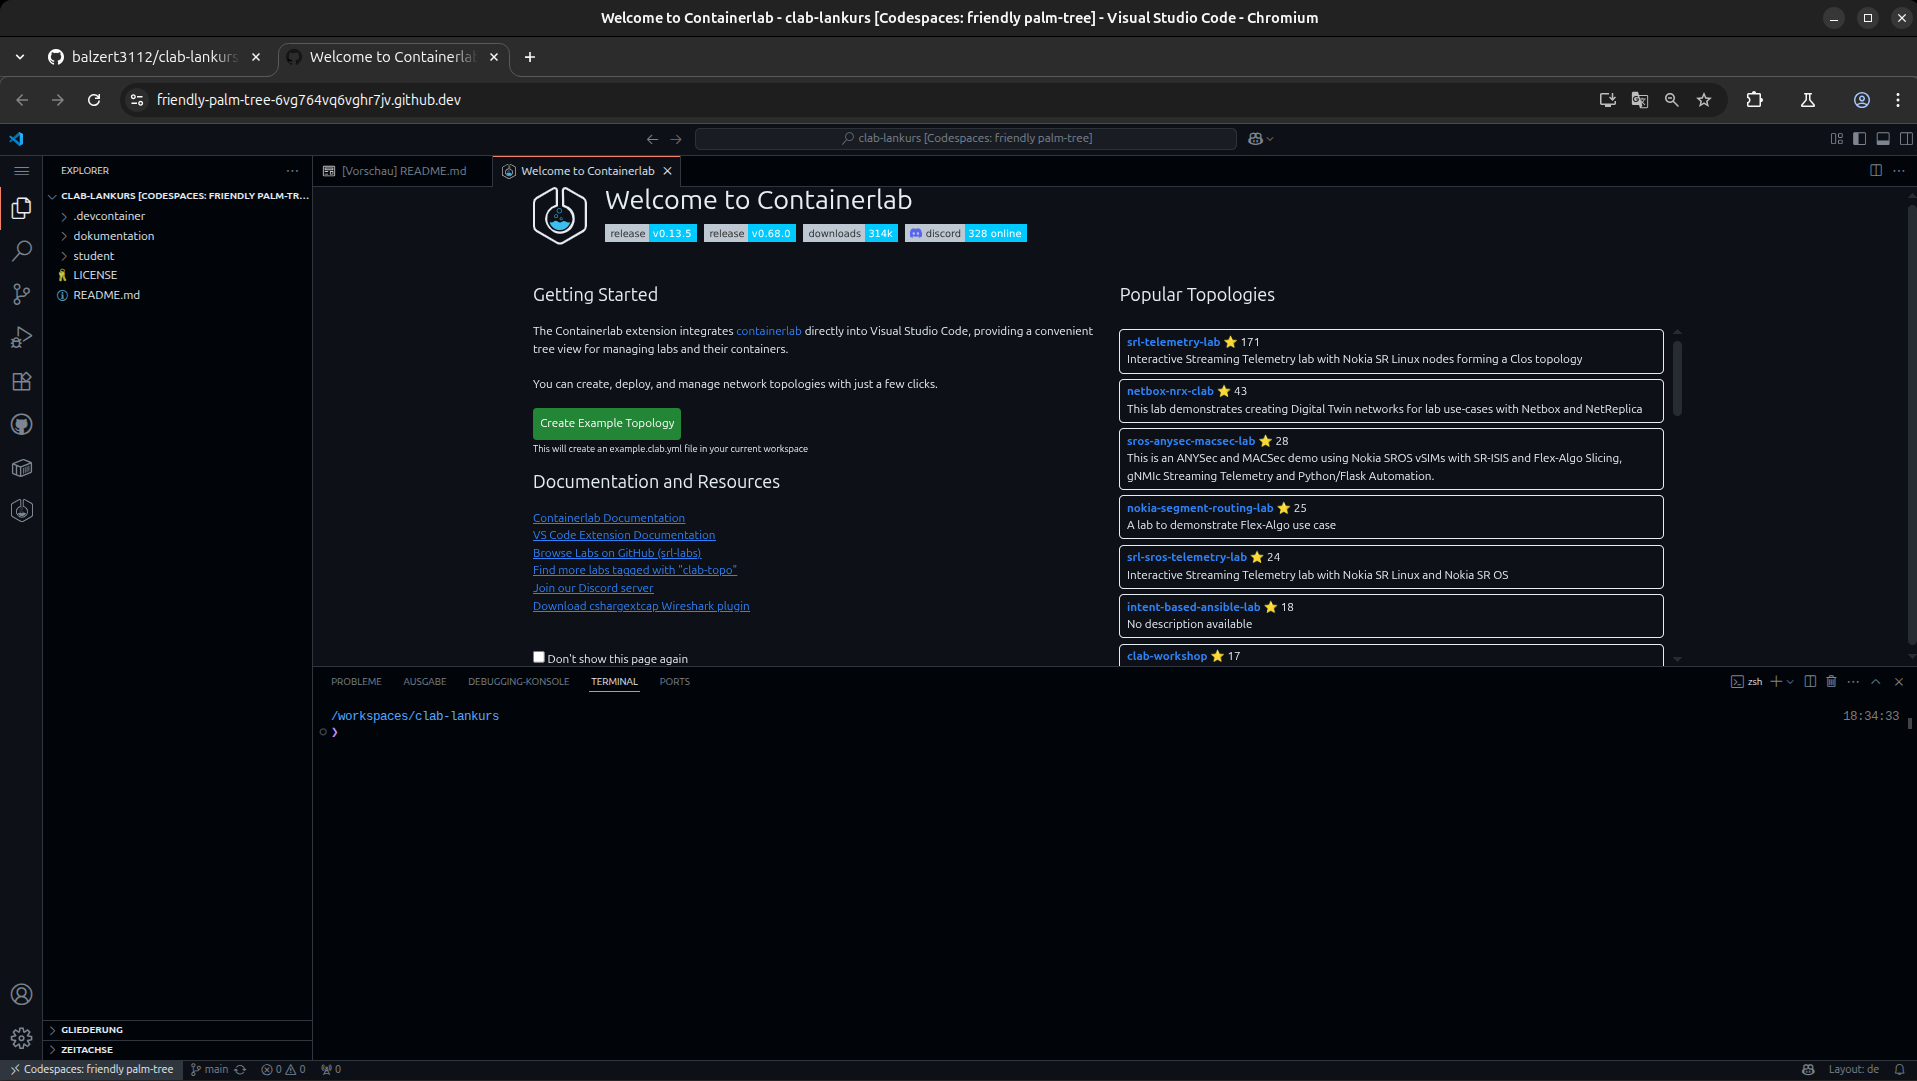 Welcome to Containerlab - clab-lankurs [Codespaces: friendly palm-tree] - Visual Studio Code - Chromium
balzert3112/clab-lankurs
Welcome to Containerlab
friendly-palm-tree-6vg764vq6vghr7jv.github.dev
clab-lankurs [Codespaces: friendly palm-tree]
EXPLORER
CLAB-LANKURS [CODESPACES: FRIENDLY PALM-TR...
.devcontainer
dokumentation
student
LICENSE
README.md
[Vorschau] README.md
Welcome to Containerlab
Welcome to Containerlab
release v0.13.5
release v0.68.0
downloads 314k
discord 328 online
Getting Started
The Containerlab extension integrates containerlab directly into Visual Studio Code, providing a convenient
tree view for managing labs and their containers.
You can create, deploy, and manage network topologies with just a few clicks.
Create Example Topology
This will create an example.clab.yml file in your current workspace
Documentation and Resources
Containerlab Documentation
VS Code Extension Documentation
Browse Labs on GitHub (srl-labs)
Find more labs tagged with "clab-topo"
Join our Discord server
Download cshargextcap Wireshark plugin
Don't show this page again
Popular Topologies
srl-telemetry-lab ⭐ 171
Interactive Streaming Telemetry lab with Nokia SR Linux nodes forming a Clos topology
netbox-nrx-clab ⭐ 43
This lab demonstrates creating Digital Twin networks for lab use-cases with Netbox and NetReplica
sros-anysec-macsec-lab ⭐ 28
This is an ANYSec and MACSec demo using Nokia SROS vSIMs with SR-ISIS and Flex-Algo Slicing,
gNMIc Streaming Telemetry and Python/Flask Automation.
nokia-segment-routing-lab ⭐ 25
A lab to demonstrate Flex-Algo use case
srl-sros-telemetry-lab ⭐ 24
Interactive Streaming Telemetry lab with Nokia SR Linux and Nokia SR OS
intent-based-ansible-lab ⭐ 18
No description available
clab-workshop ⭐ 17
PROBLEME
AUSGABE
DEBUGGING-KONSOLE
TERMINAL
PORTS
zsh
/workspaces/clab-lankurs
18:34:33
❯
GLIEDERUNG
ZEITACHSE
Codespaces: friendly palm-tree
main
0
0
0
Layout: de